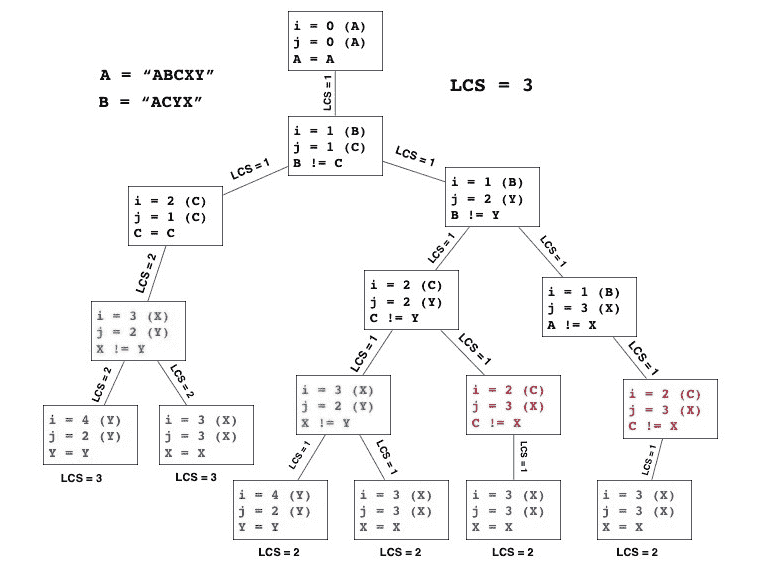 i = 0 (A)
j = 0 (A)
A = A
A = “ABCXY”
B = “ACYX”
LCS = 3
LCS = 1
i = 1 (B)
j = 1 (C)
B != C
LCS = 1
LCS = 1
i = 2 (C)
j = 1 (C)
C = C
i = 1 (B)
j = 2 (Y)
B != Y
LCS = 2
LCS = 1
LCS = 1
i = 3 (X)
j = 2 (Y)
X != Y
i = 2 (C)
j = 2 (Y)
C != Y
i = 1 (B)
j = 3 (X)
A != X
LCS = 2
LCS = 2
LCS = 1
LCS = 1
LCS = 1
i = 4 (Y)
j = 2 (Y)
Y = Y
i = 3 (X)
j = 3 (X)
X = X
i = 3 (X)
j = 2 (Y)
X != Y
i = 2 (C)
j = 3 (X)
C != X
i = 2 (C)
j = 3 (X)
C != X
LCS = 3
LCS = 3
LCS = 1
LCS = 1
LCS = 1
LCS = 1
i = 4 (Y)
j = 2 (Y)
Y = Y
i = 3 (X)
j = 3 (X)
X = X
i = 3 (X)
j = 3 (X)
X = X
i = 3 (X)
j = 3 (X)
X = X
LCS = 2
LCS = 2
LCS = 2
LCS = 2